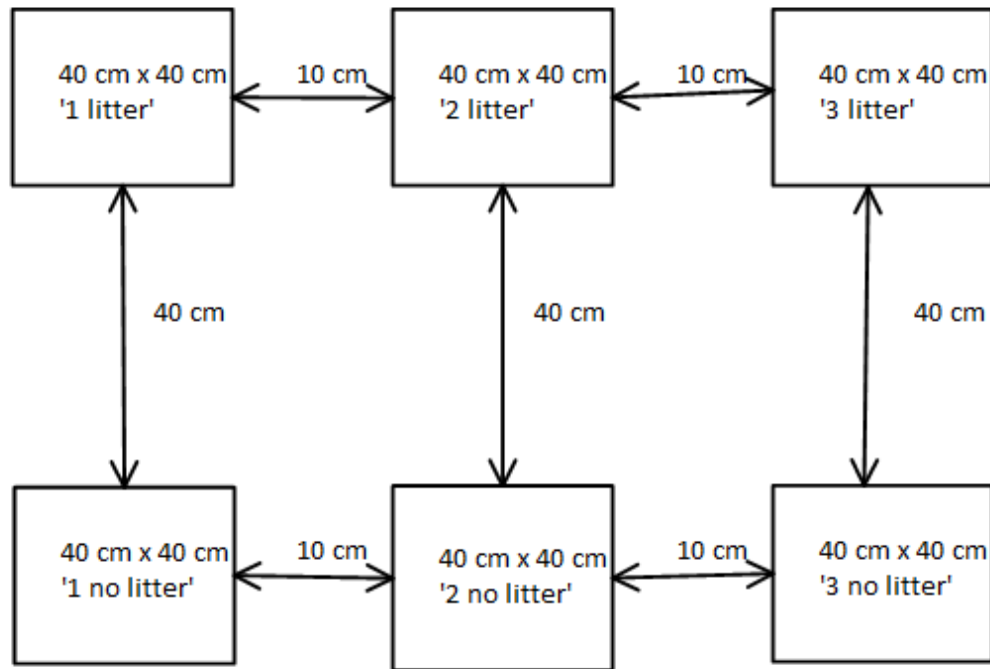 40 cm x 40 cm
'1 litter'
10 cm
40 cm x 40 cm
'2 litter'
10 cm
40 cm x 40 cm
'3 litter'
40 cm
40 cm
40 cm
40 cm x 40 cm
'1 no litter'
10 cm
40 cm x 40 cm
'2 no litter'
10 cm
40 cm x 40 cm
'3 no litter'